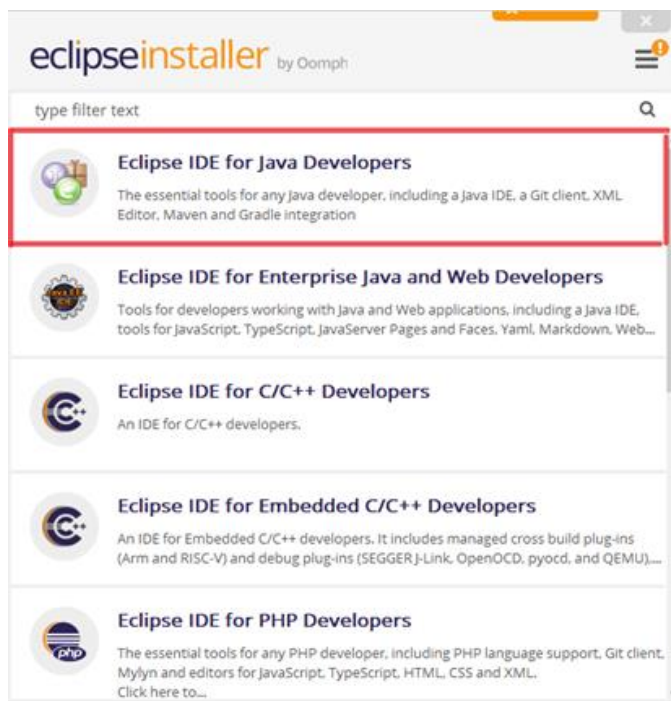 eclipseinstaller by Oomph
type filter text
Eclipse IDE for Java Developers
The essential tools for any Java developer, including a Java IDE, a Git client, XML
Editor, Maven and Gradle integration
Eclipse IDE for Enterprise Java and Web Developers
Tools for developers working with Java and Web applications, including a Java IDE,
tools for JavaScript, TypeScript, JavaServer Pages and Faces, Yaml, Markdown, Web...
Eclipse IDE for C/C++ Developers
An IDE for C/C++ developers.
Eclipse IDE for Embedded C/C++ Developers
An IDE for Embedded C/C++ developers. It includes managed cross build plug-ins
(Arm and RISC-V) and debug plug-ins (SEGGER J-Link, OpenOCD, pyocd, and QEMU),...
Eclipse IDE for PHP Developers
The essential tools for any PHP developer, including PHP language support, Git client,
Mylyn and editors for JavaScript, TypeScript, HTML, CSS and XML.
Click here to...